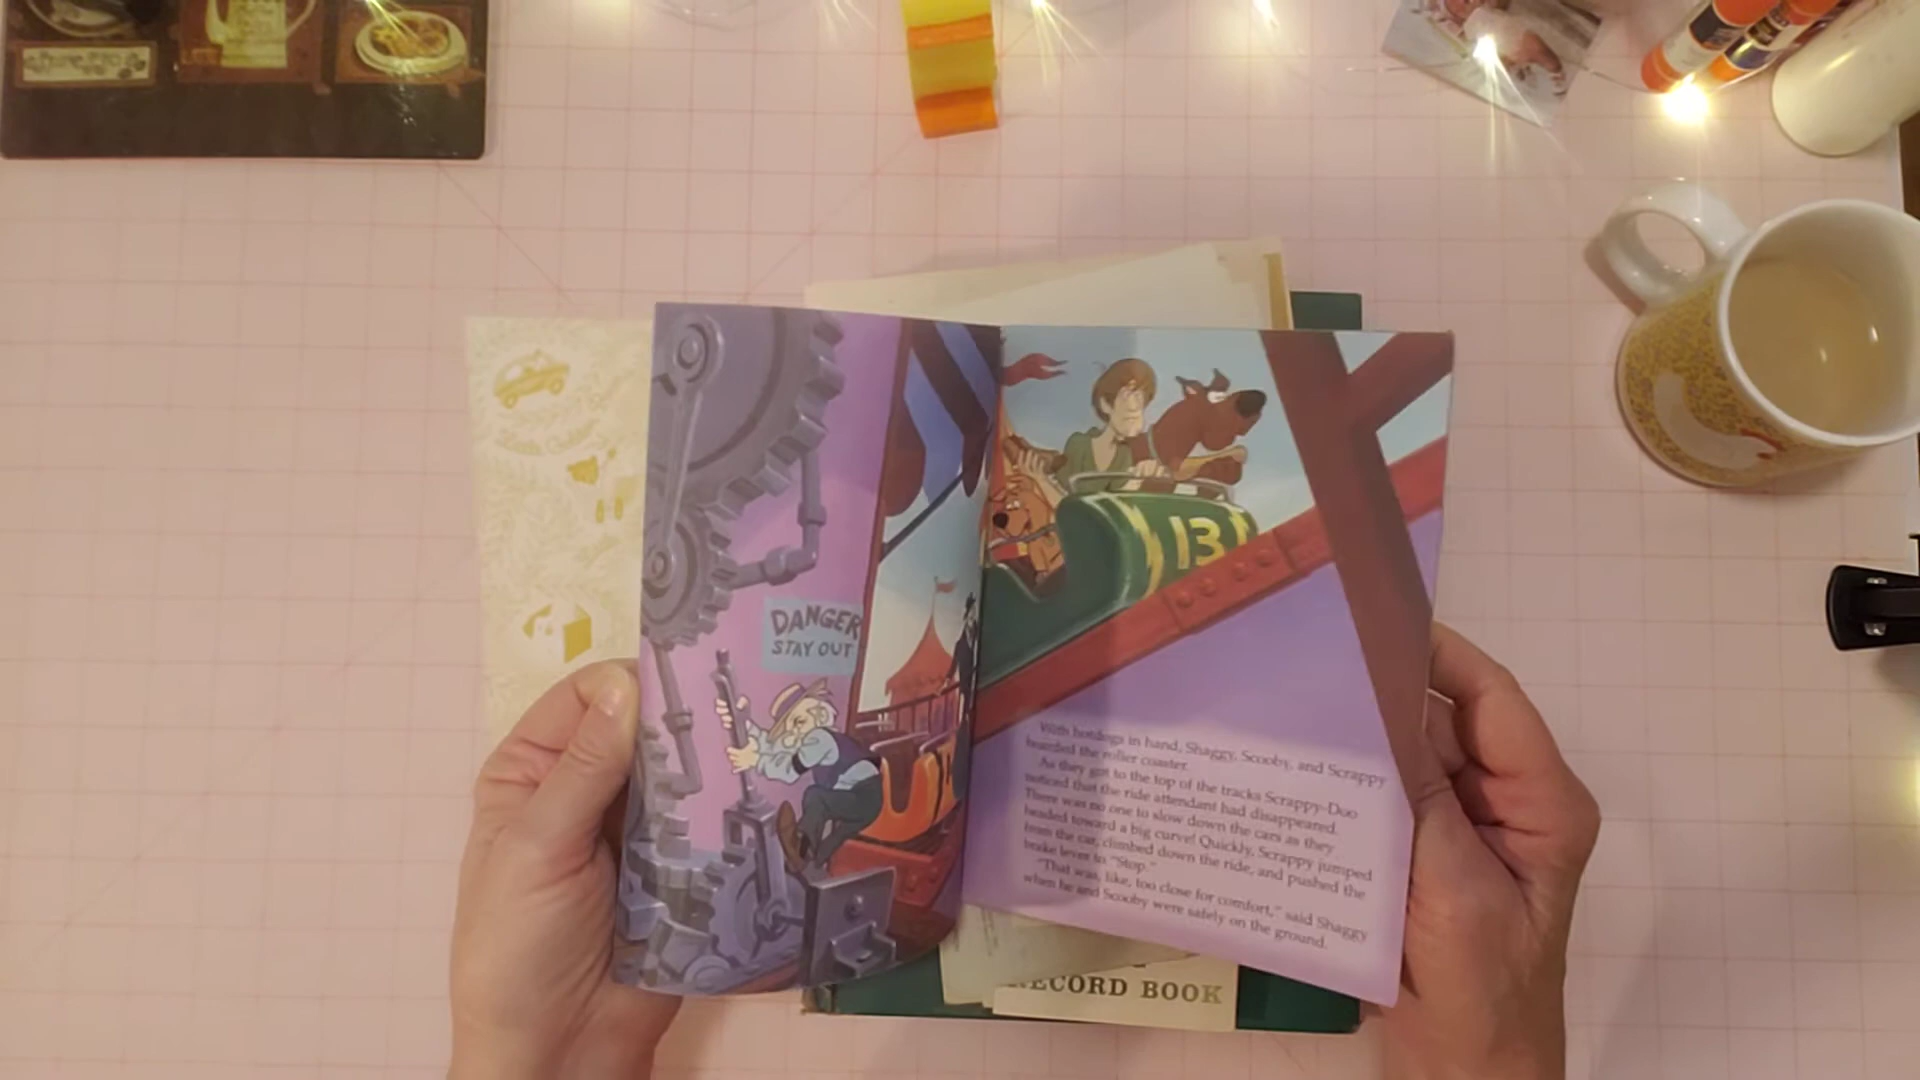 DANGER
STAY OUT
13
With hotdogs in hand, Shaggy, Scooby, and Scrappy
boarded the roller coaster.
As they got to the top of the tracks Scrappy-Doo
noticed that the ride attendant had disappeared.
There was no one to slow down the cars as they
headed toward a big curve! Quickly, Scrappy jumped
from the car, climbed down the ride, and pushed the
brake lever to "Stop."
"That was, like, too close for comfort," said Shaggy
when he and Scooby were safely on the ground.
RECORD BOOK